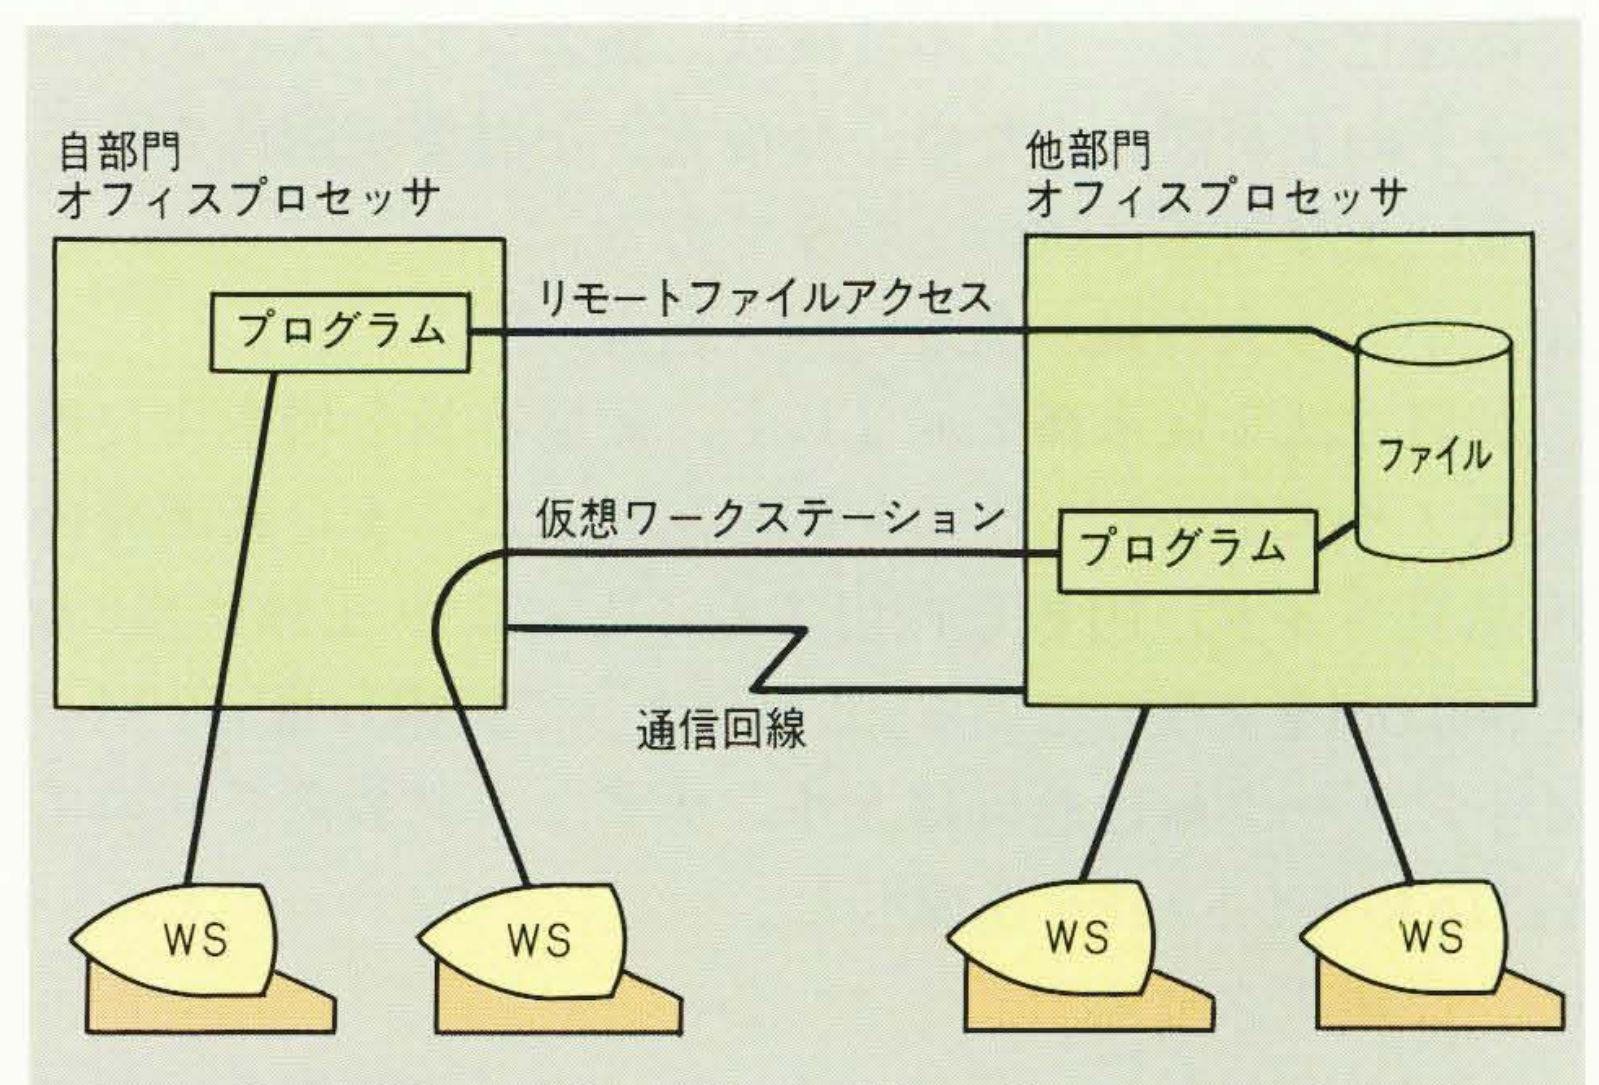 自部門
オフィスプロセッサ
他部門
オフィスプロセッサ
リモートファイルアクセス
プログラム
ファイル
仮想ワークステーション
プログラム
通信回線
WS
WS
WS
WS